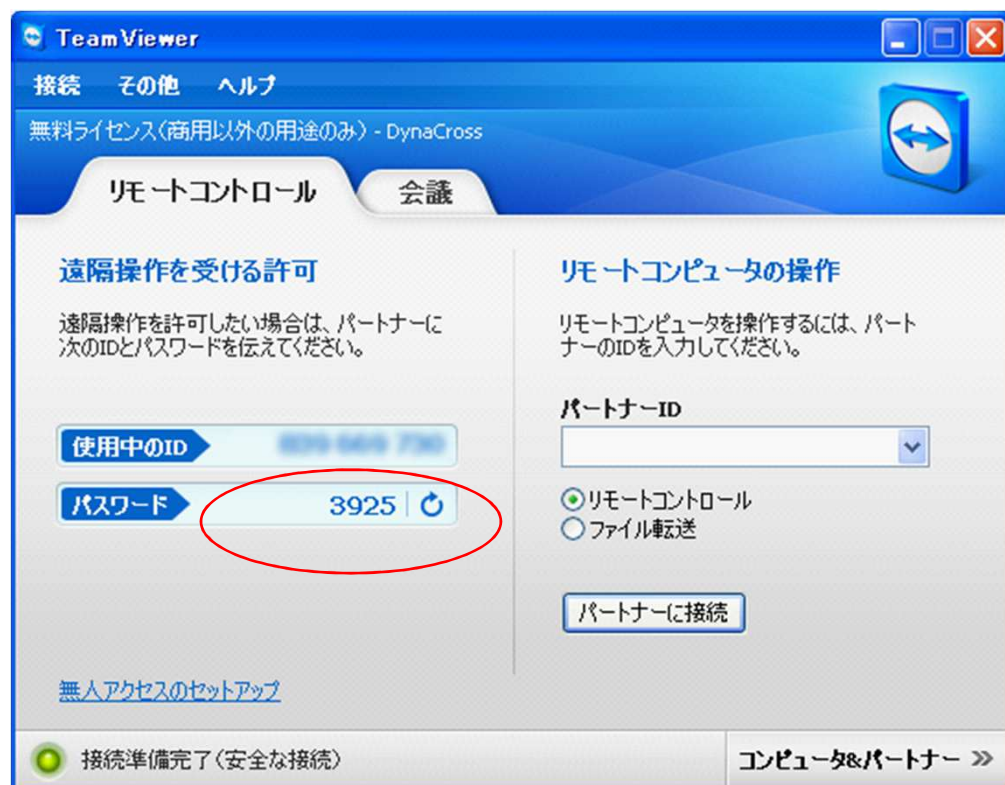 TeamViewer
接続 その他 ヘルプ
無料ライセンス(商用以外の用途のみ) - DynaCross
リモートコントロール 会議
遠隔操作を受ける許可
遠隔操作を許可したい場合は、パートナーに
次のIDとパスワードを伝えてください。
使用中のID
パスワード 3925
無人アクセスのセットアップ
リモートコンピュータの操作
リモートコンピュータを操作するには、パート
ナーのIDを入力してください。
パートナーID
リモートコントロール
ファイル転送
パートナーに接続
接続準備完了(安全な接続)
コンピュータ&パートナー >>